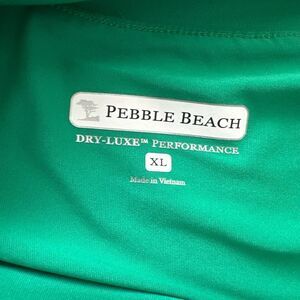 PEBBLE BEACH
DRY-LUXE™ PERFORMANCE
XL
Made in Vietnam